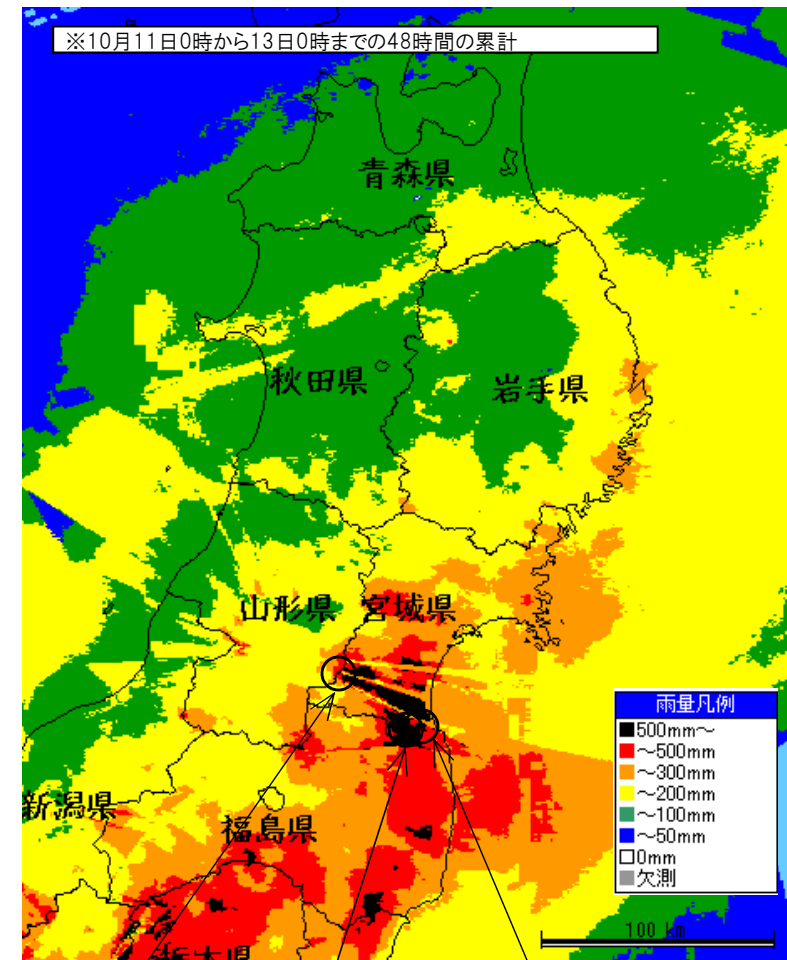 ※10月11日0時から13日0時までの48時間の累計
青森県
秋田県
岩手県
山形県
宮城県
雨量凡例
500mm～
～500mm
～300mm
～200mm
～100mm
～50mm
0mm
欠測
新潟県
福島県
100 km
栃木県